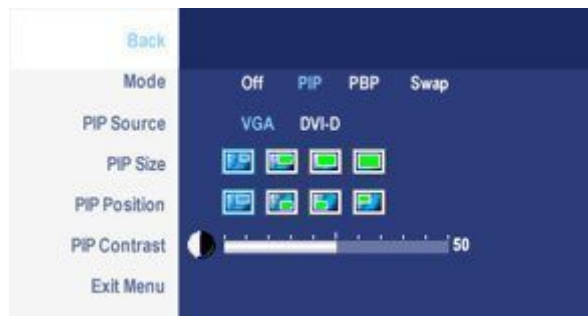 Back
Mode Off PIP PBP Swap
PIP Source VGA DVI-D
PIP Size
PIP Position
PIP Contrast 50
Exit Menu